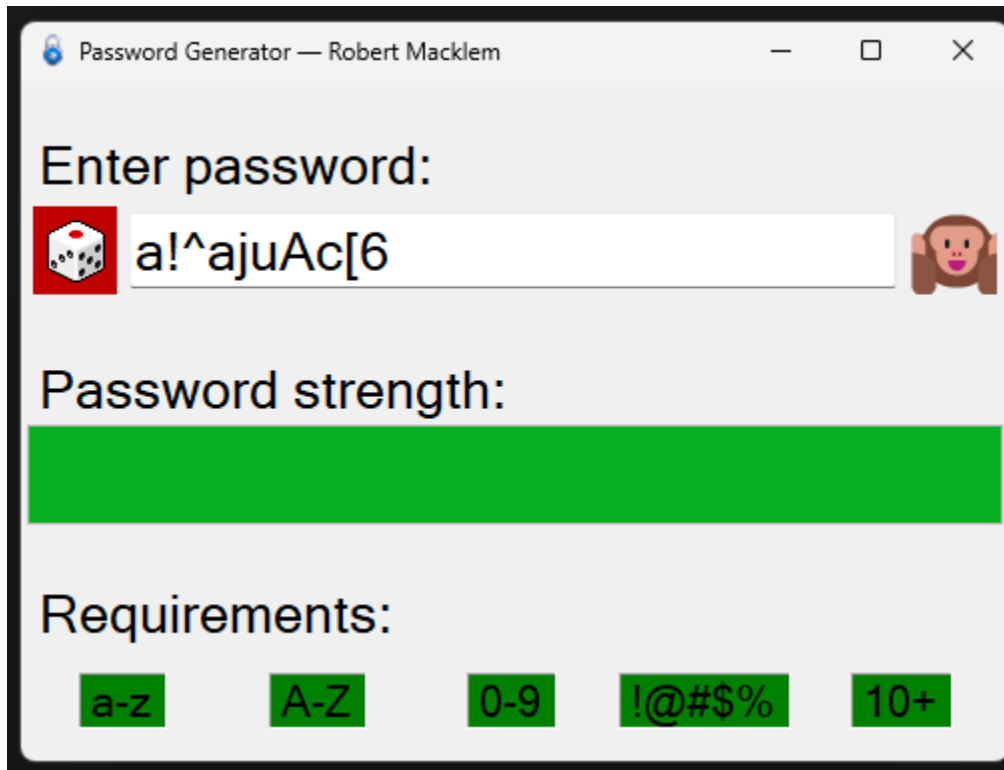 Password Generator — Robert Macklem
Enter password:
a!^ajuAc[6
Password strength:
Requirements:
a-z A-Z 0-9 !@#$% 10+